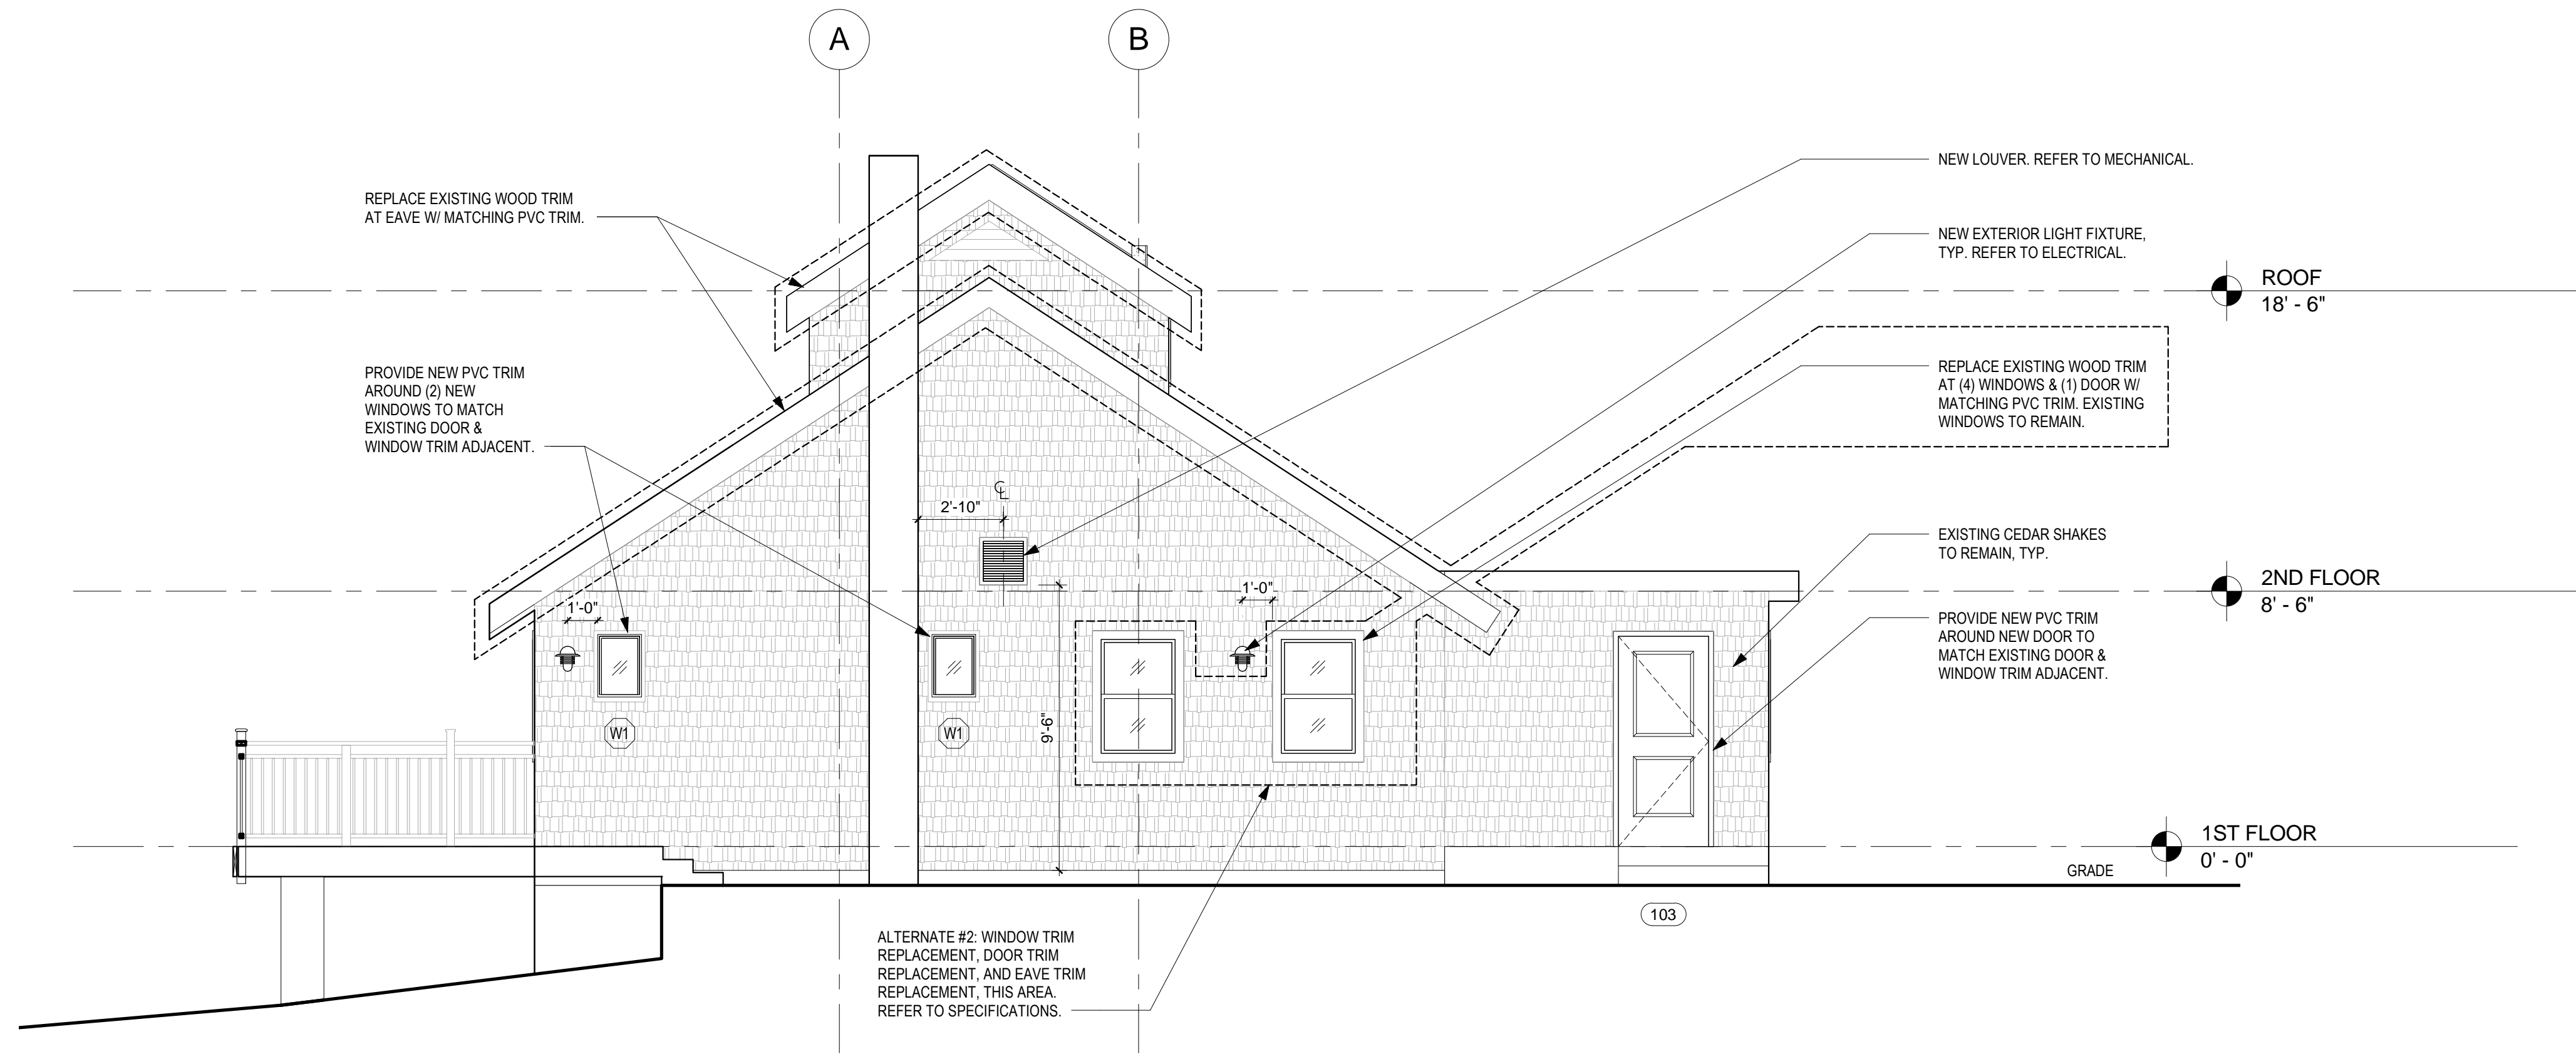 A
B
REPLACE EXISTING WOOD TRIM
AT EAVE W/ MATCHING PVC TRIM.
NEW LOUVER. REFER TO MECHANICAL.
NEW EXTERIOR LIGHT FIXTURE,
TYP. REFER TO ELECTRICAL.
ROOF
18' - 6"
PROVIDE NEW PVC TRIM
AROUND (2) NEW
WINDOWS TO MATCH
EXISTING DOOR &
WINDOW TRIM ADJACENT.
REPLACE EXISTING WOOD TRIM
AT (4) WINDOWS & (1) DOOR W/
MATCHING PVC TRIM. EXISTING
WINDOWS TO REMAIN.
CL
2'-10"
EXISTING CEDAR SHAKES
TO REMAIN, TYP.
2ND FLOOR
8' - 6"
1'-0"
1'-0"
PROVIDE NEW PVC TRIM
AROUND NEW DOOR TO
MATCH EXISTING DOOR &
WINDOW TRIM ADJACENT.
W1
W1
9'-6"
1ST FLOOR
0' - 0"
GRADE
103
ALTERNATE #2: WINDOW TRIM
REPLACEMENT, DOOR TRIM
REPLACEMENT, AND EAVE TRIM
REPLACEMENT, THIS AREA.
REFER TO SPECIFICATIONS.